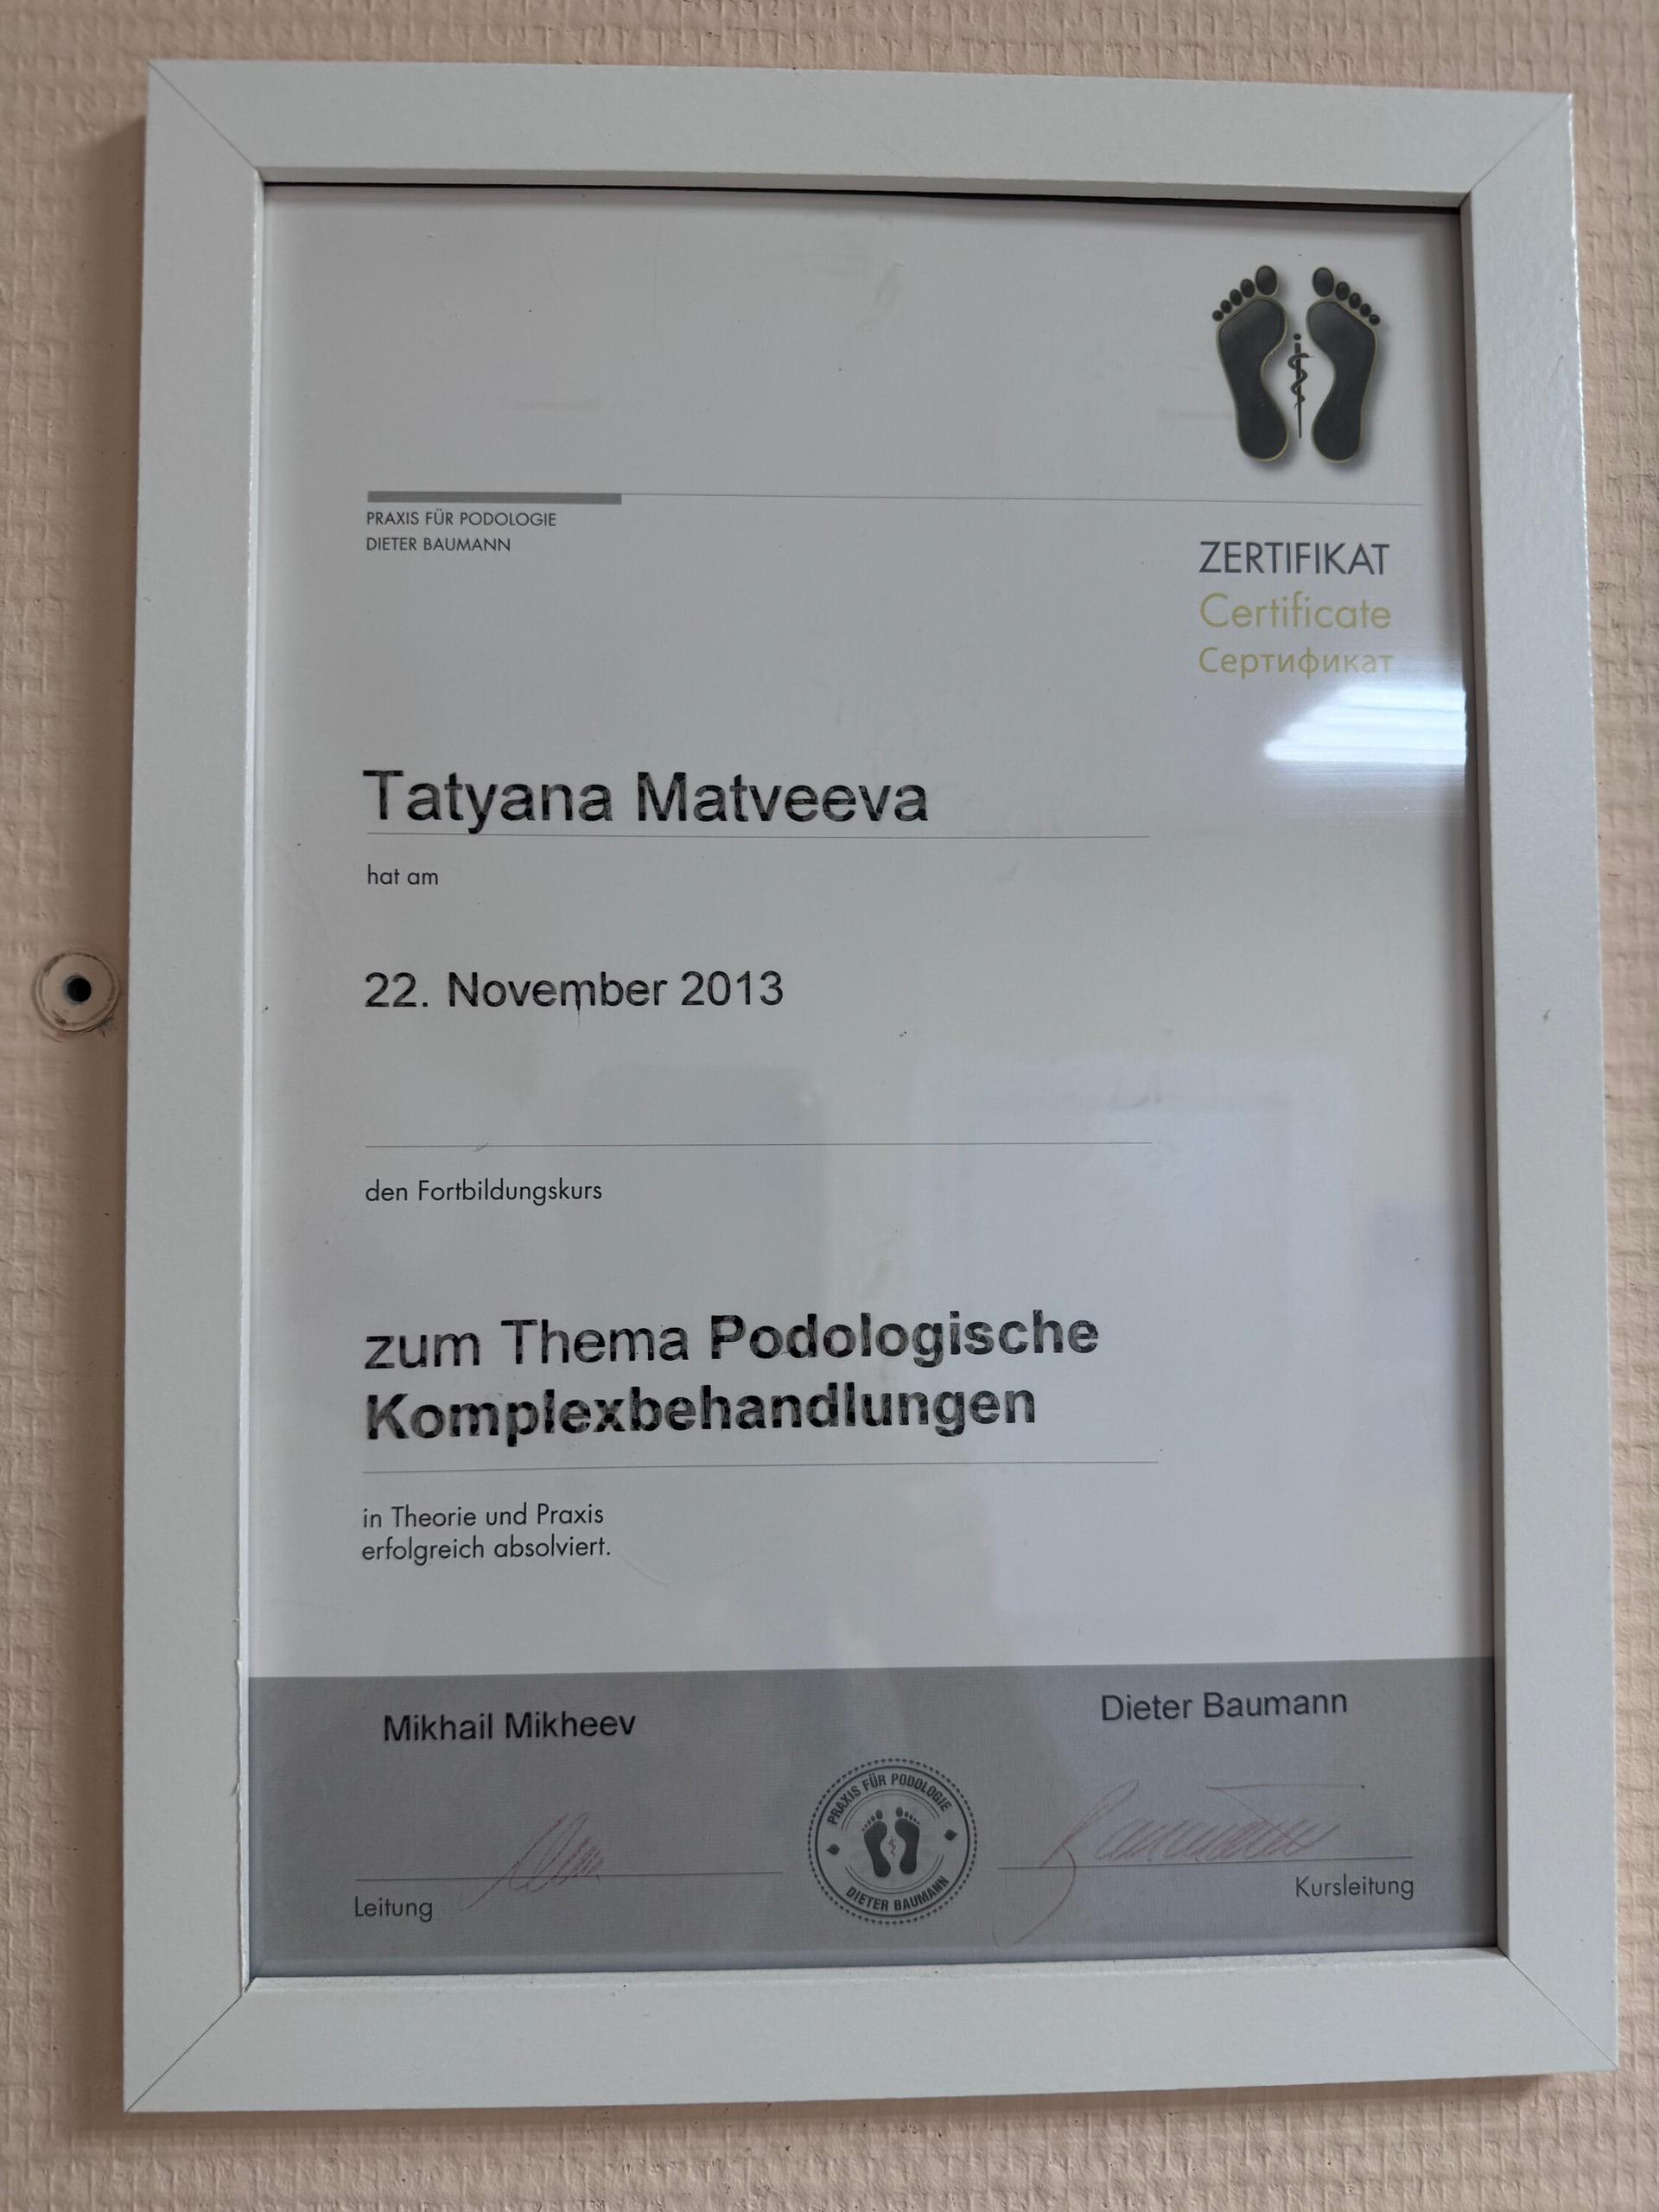 PRAXIS FÜR PODOLOGIE
DIETER BAUMANN
ZERTIFIKAT
Certificate
Сертификат
Tatyana Matveeva
hat am
22. November 2013
den Fortbildungskurs
zum Thema Podologische
Komplexbehandlungen
in Theorie und Praxis
erfolgreich absolviert.
Mikhail Mikheev
Dieter Baumann
PRAXIS FÜR PODOLOGIE
DIETER BAUMANN
Leitung
Kursleitung